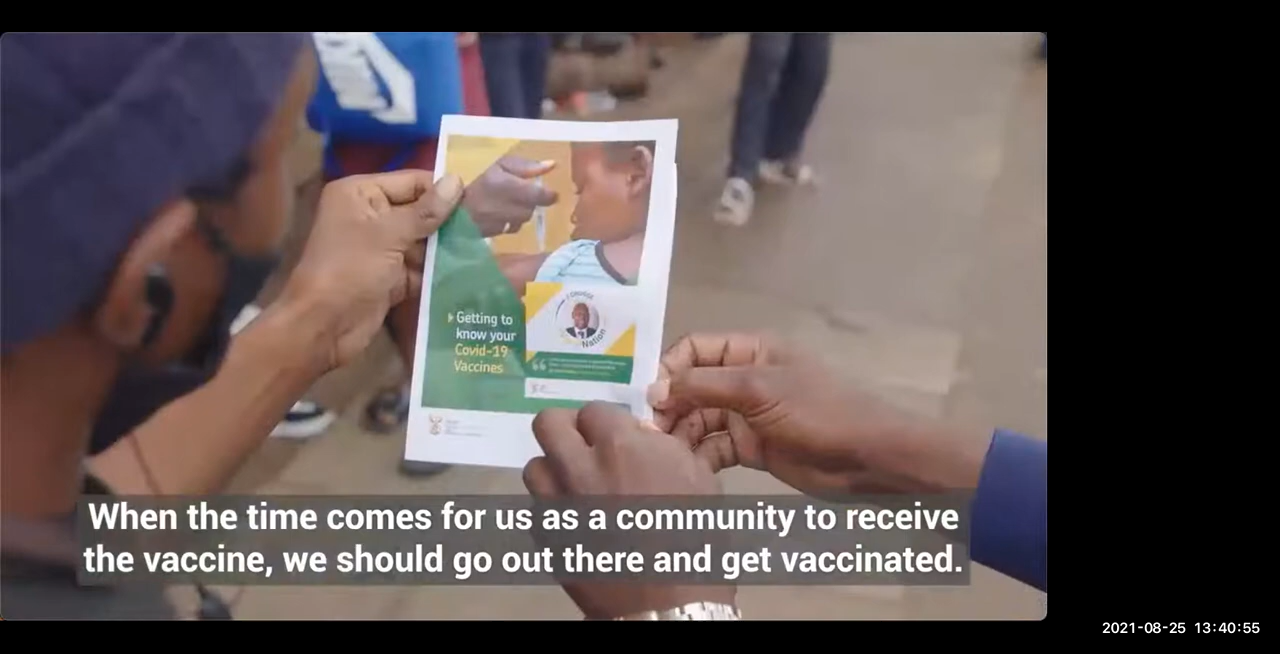 Getting to
know your
Covid-19
Vaccines
Nation
When the time comes for us as a community to receive
the vaccine, we should go out there and get vaccinated.
2021-08-25 13:40:55